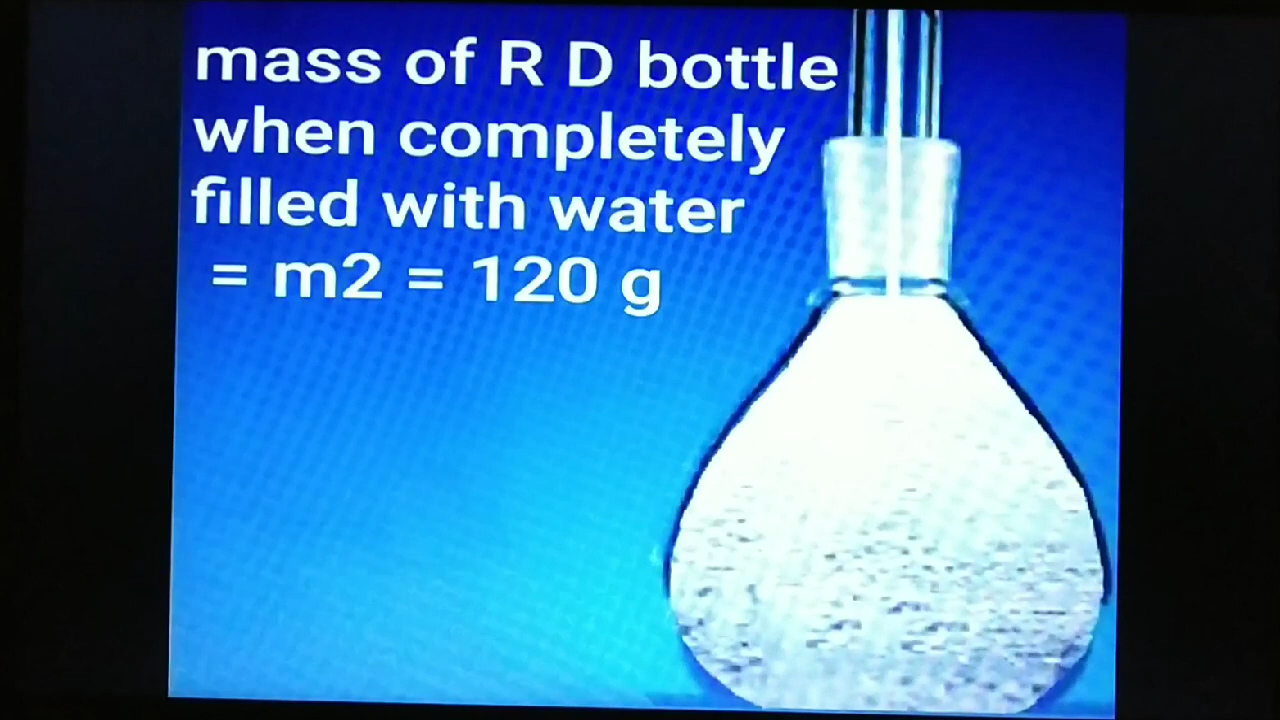 mass of R D bottle
when completely
filled with water
= m2 = 120 g